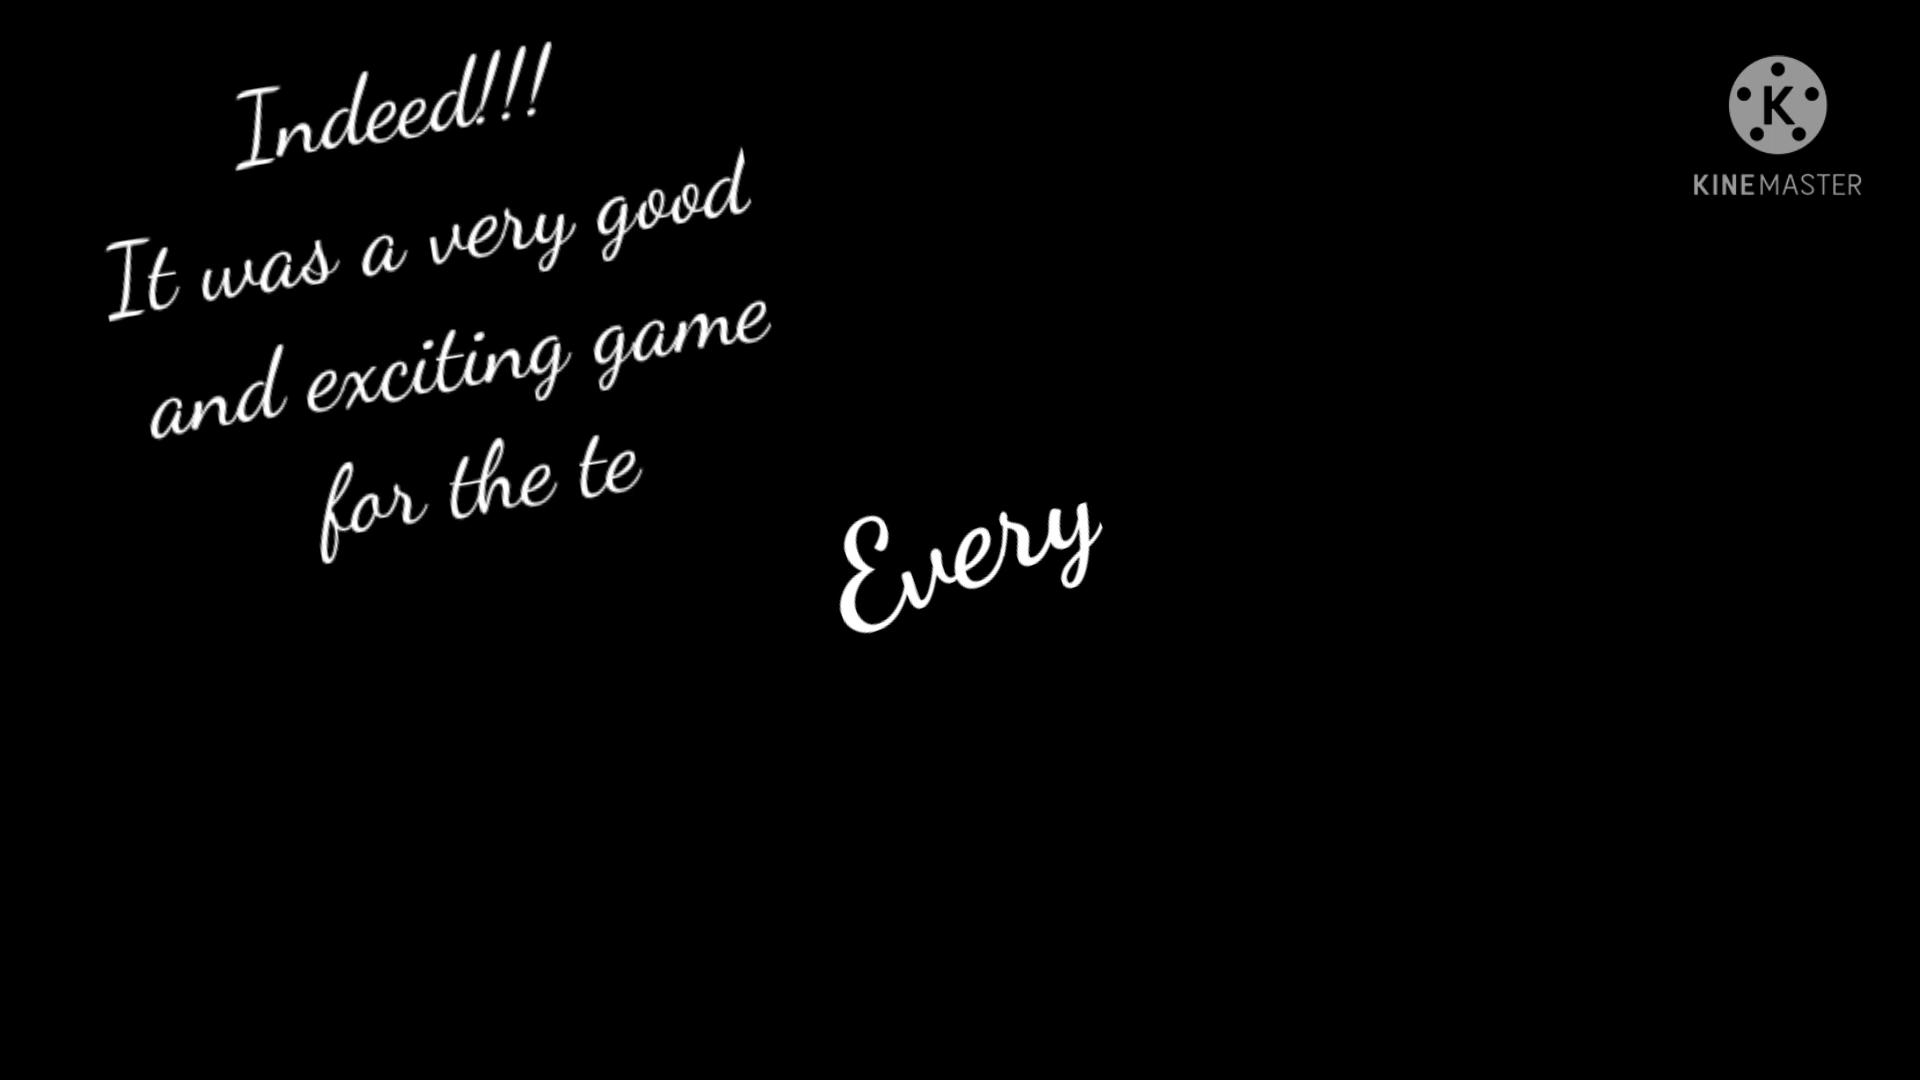 Indeed!!!
It was a very good
and exciting game
for the te
Every
K
KINEMASTER